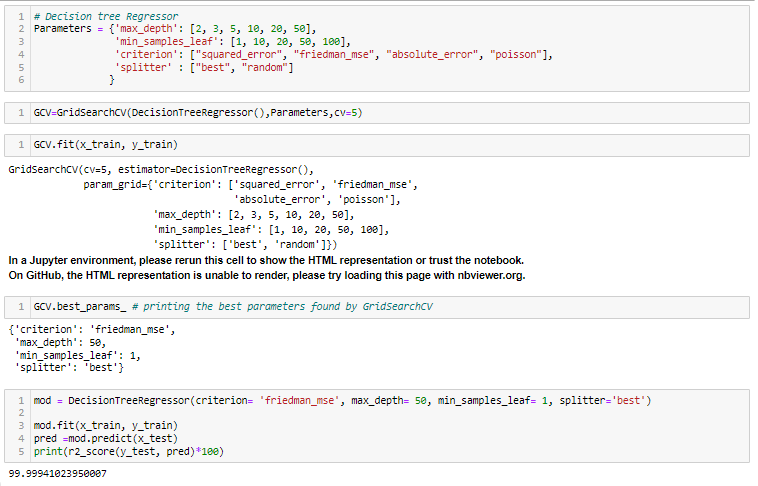 1 # Decision tree Regressor
2 Parameters = {'max_depth': [2, 3, 5, 10, 20, 50],
3 'min_samples_leaf': [1, 10, 20, 50, 100],
4 'criterion': ["squared_error", "friedman_mse", "absolute_error", "poisson"],
5 'splitter' : ["best", "random"]
6 }
1 GCV=GridSearchCV(DecisionTreeRegressor(),Parameters,cv=5)
1 GCV.fit(x_train, y_train)
GridSearchCV(cv=5, estimator=DecisionTreeRegressor(),
param_grid={'criterion': ['squared_error', 'friedman_mse',
'absolute_error', 'poisson'],
'max_depth': [2, 3, 5, 10, 20, 50],
'min_samples_leaf': [1, 10, 20, 50, 100],
'splitter': ['best', 'random']})
In a Jupyter environment, please rerun this cell to show the HTML representation or trust the notebook.
On GitHub, the HTML representation is unable to render, please try loading this page with nbviewer.org.
1 GCV.best_params_ # printing the best parameters found by GridSearchCV
{'criterion': 'friedman_mse',
'max_depth': 50,
'min_samples_leaf': 1,
'splitter': 'best'}
1 mod = DecisionTreeRegressor(criterion= 'friedman_mse', max_depth= 50, min_samples_leaf= 1, splitter='best')
2
3 mod.fit(x_train, y_train)
4 pred =mod.predict(x_test)
5 print(r2_score(y_test, pred)*100)
99.99941023950007